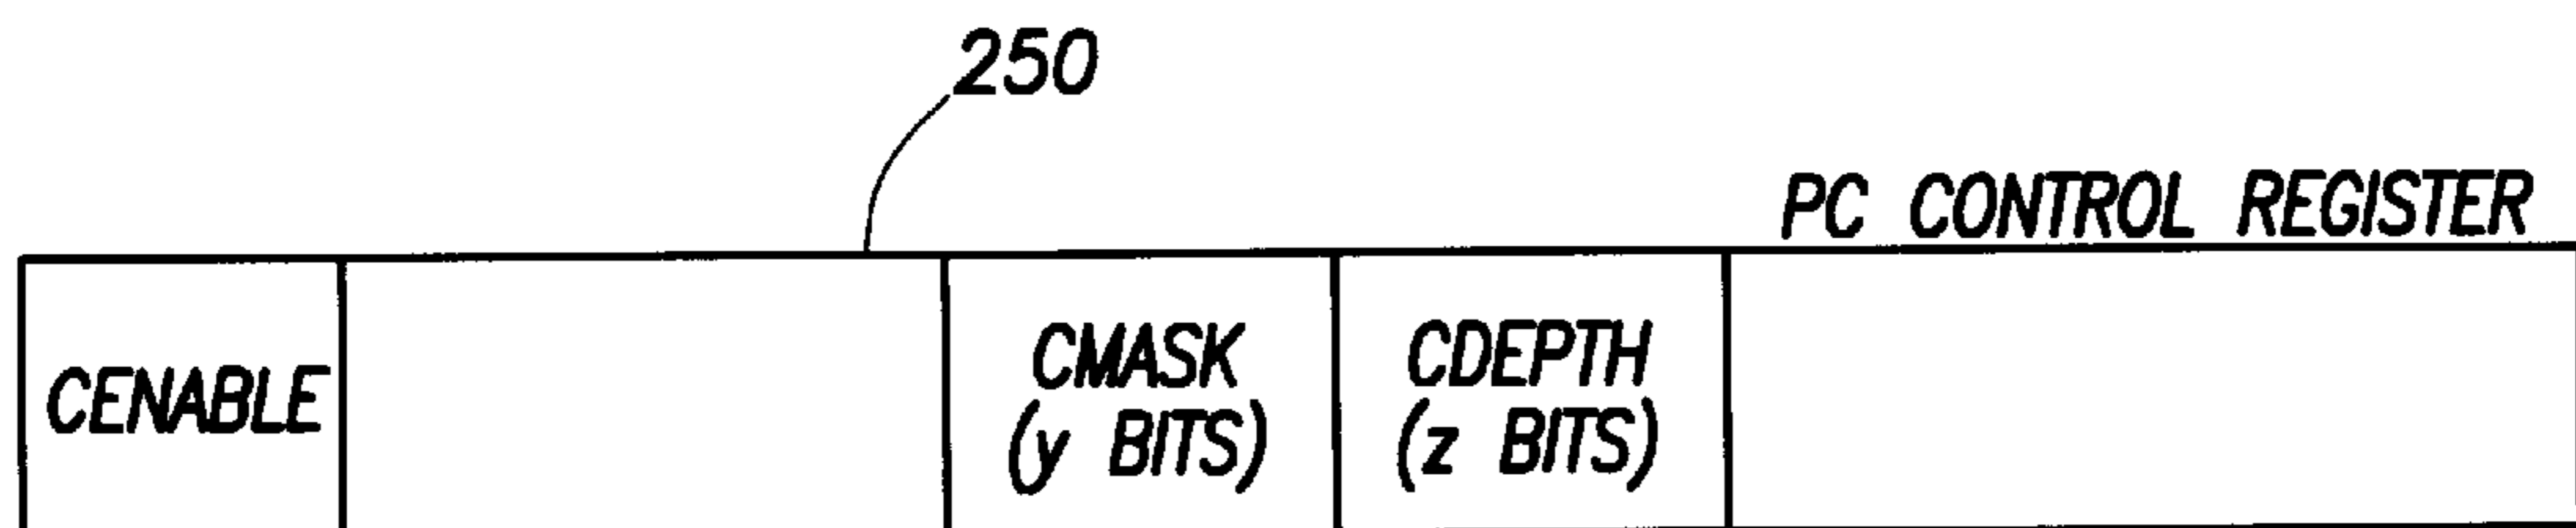 250
PC CONTROL REGISTER
CENABLE
CMASK
(y BITS)
CDEPTH
(z BITS)